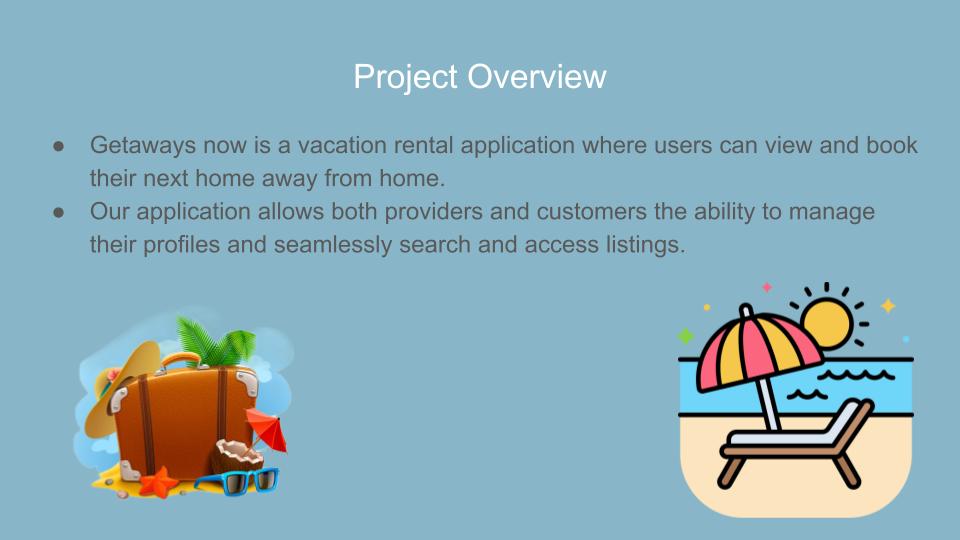 Project Overview
● Getaways now is a vacation rental application where users can view and book
their next home away from home.
● Our application allows both providers and customers the ability to manage
their profiles and seamlessly search and access listings.